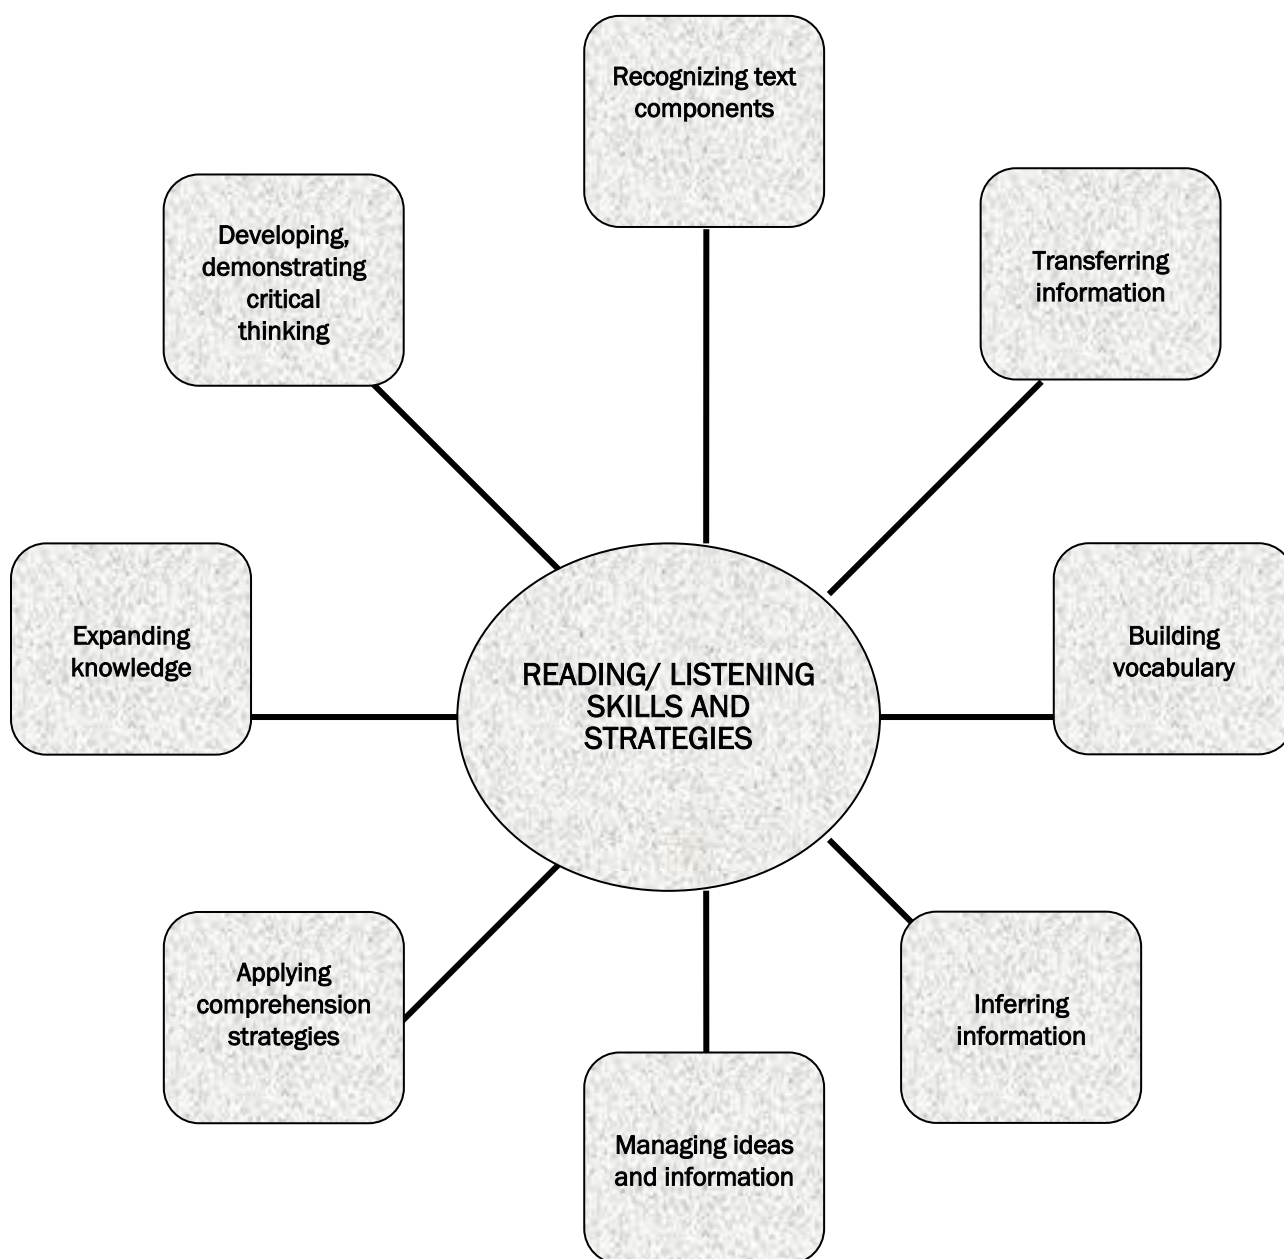 Recognizing text
components
Developing,
demonstrating
critical
thinking
Transferring
information
Expanding
knowledge
READING/ LISTENING
SKILLS AND
STRATEGIES
Building
vocabulary
Applying
comprehension
strategies
Inferring
information
Managing ideas
and information